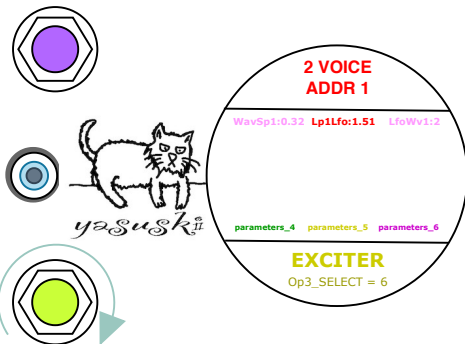 2 VOICE
ADDR 1
WavSp1:0.32 Lp1Lfo:1.51 LfoWv1:2
yasuski
parameters_4 parameters_5 parameters_6
EXCITER
Op3_SELECT = 6